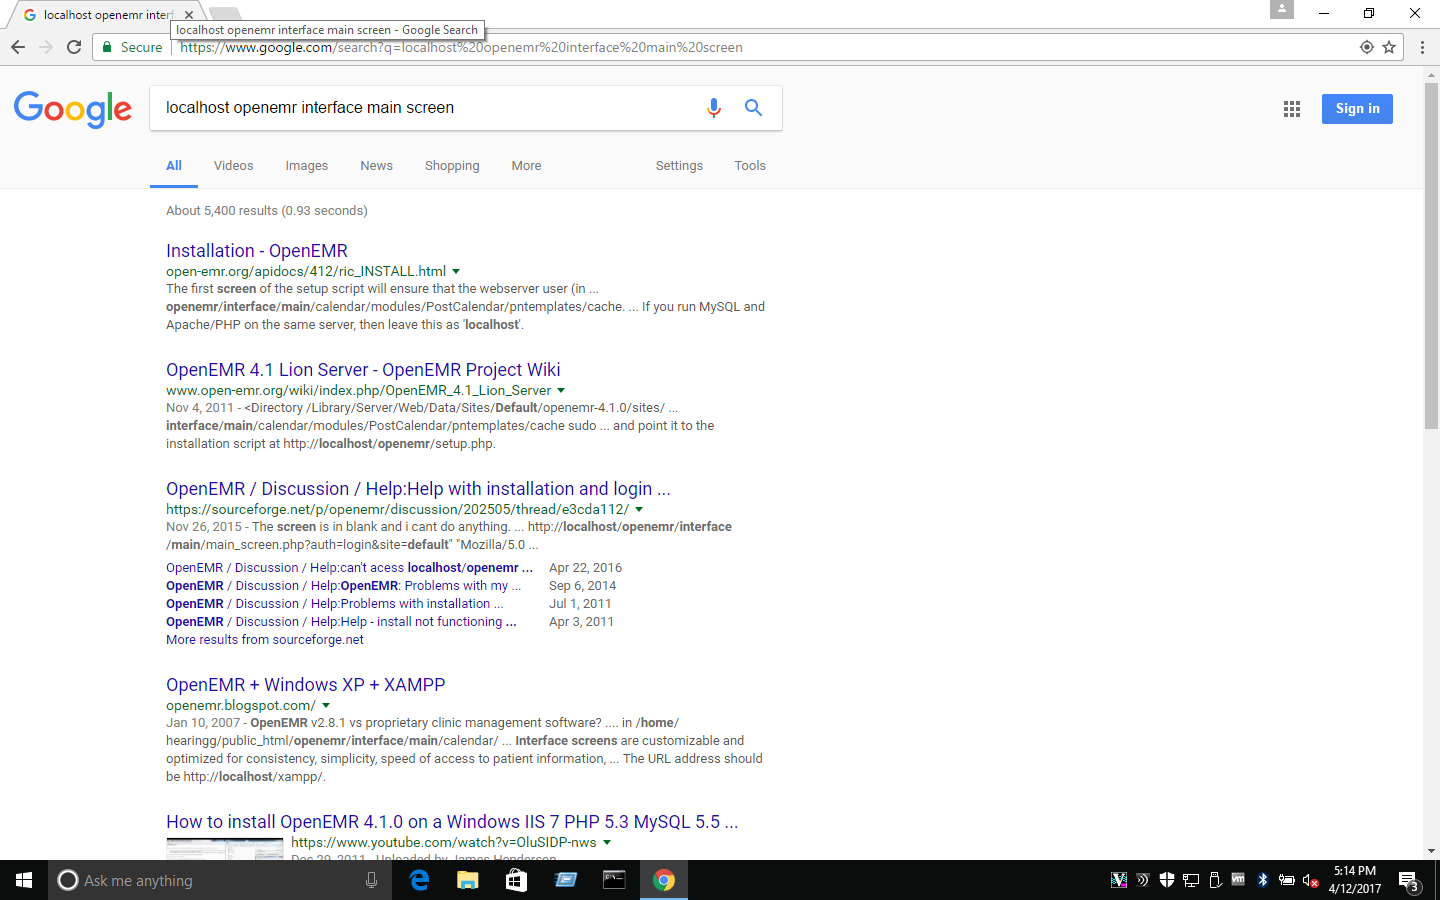 localhost openemr interf
localhost openemr interface main screen - Google Search
Secure
https://www.google.com/search?q=localhost%20openemr%20interface%20main%20screen
Google
localhost openemr interface main screen
Sign in
All Videos Images News Shopping More Settings Tools
About 5,400 results (0.93 seconds)
Installation - OpenEMR
open-emr.org/apidocs/412/ric_INSTALL.html
The first screen of the setup script will ensure that the webserver user (in ...
openemr/interface/main/calendar/modules/PostCalendar/pntemplates/cache. ... If you run MySQL and
Apache/PHP on the same server, then leave this as 'localhost'.
OpenEMR 4.1 Lion Server - OpenEMR Project Wiki
www.open-emr.org/wiki/index.php/OpenEMR_4.1_Lion_Server
Nov 4, 2011 - <Directory /Library/Server/Web/Data/Sites/Default/openemr-4.1.0/sites/ ...
interface/main/calendar/modules/PostCalendar/pntemplates/cache sudo ... and point it to the
installation script at http://localhost/openemr/setup.php.
OpenEMR / Discussion / Help:Help with installation and login ...
https://sourceforge.net/p/openemr/discussion/202505/thread/e3cda112/
Nov 26, 2015 - The screen is in blank and i cant do anything. ... http://localhost/openemr/interface
/main/main_screen.php?auth=login&site=default" "Mozilla/5.0 ...
OpenEMR / Discussion / Help:can't acess localhost/openemr ... Apr 22, 2016
OpenEMR / Discussion / Help:OpenEMR: Problems with my ... Sep 6, 2014
OpenEMR / Discussion / Help:Problems with installation ... Jul 1, 2011
OpenEMR / Discussion / Help:Help - install not functioning ... Apr 3, 2011
More results from sourceforge.net
OpenEMR + Windows XP + XAMPP
openemr.blogspot.com/
Jan 10, 2007 - OpenEMR v2.8.1 vs proprietary clinic management software? .... in /home/
hearingg/public_html/openemr/interface/main/calendar/ ... Interface screens are customizable and
optimized for consistency, simplicity, speed of access to patient information, ... The URL address should
be http://localhost/xampp/.
How to install OpenEMR 4.1.0 on a Windows IIS 7 PHP 5.3 MySQL 5.5 ...
https://www.youtube.com/watch?v=OluSIDP-nws
Dec 29, 2011 - Uploaded by James Henderson
Ask me anything
5:14 PM
4/12/2017
3